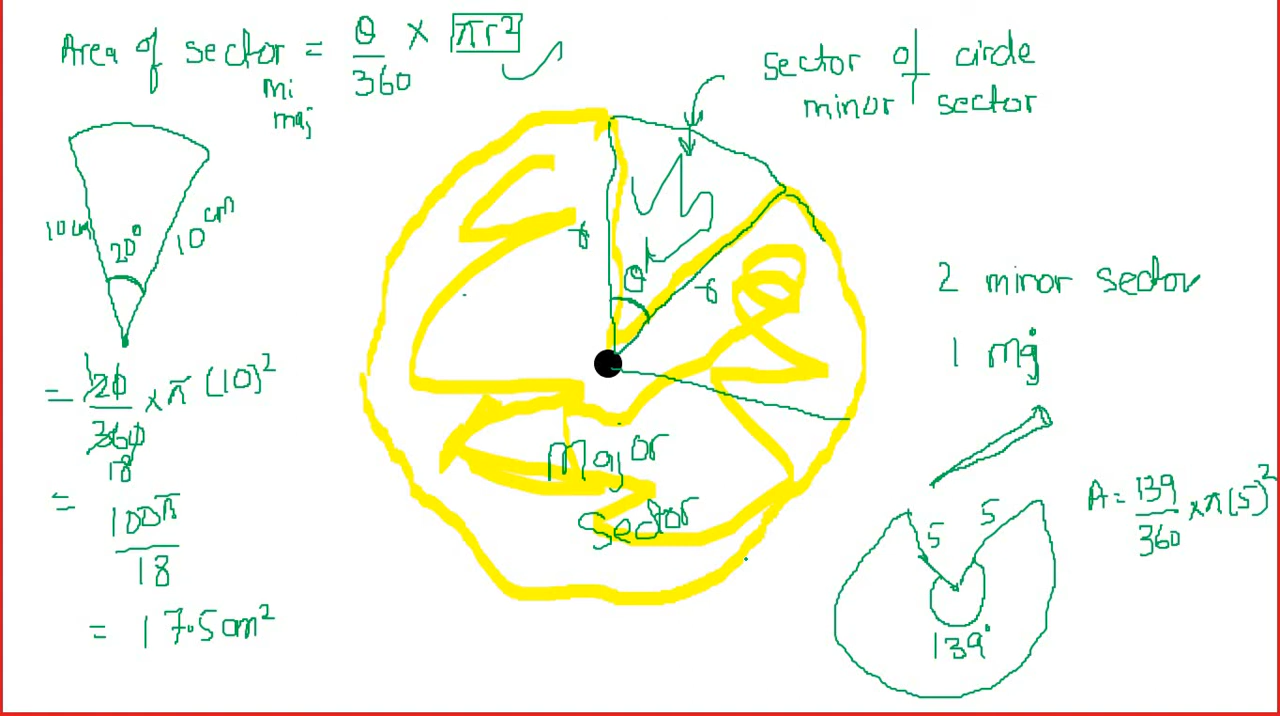 Area of sector = θ/360 × πr²
mi
maj
sector of circle
minor sector
10cm
20°
10cm
r
θ
r
2 minor sector
1 maj
= 20/360 × π (10)²
18
= 100π/18
= 17.5cm²
Major
Sector
5
5
139°
A = 139/360 × π(5)²